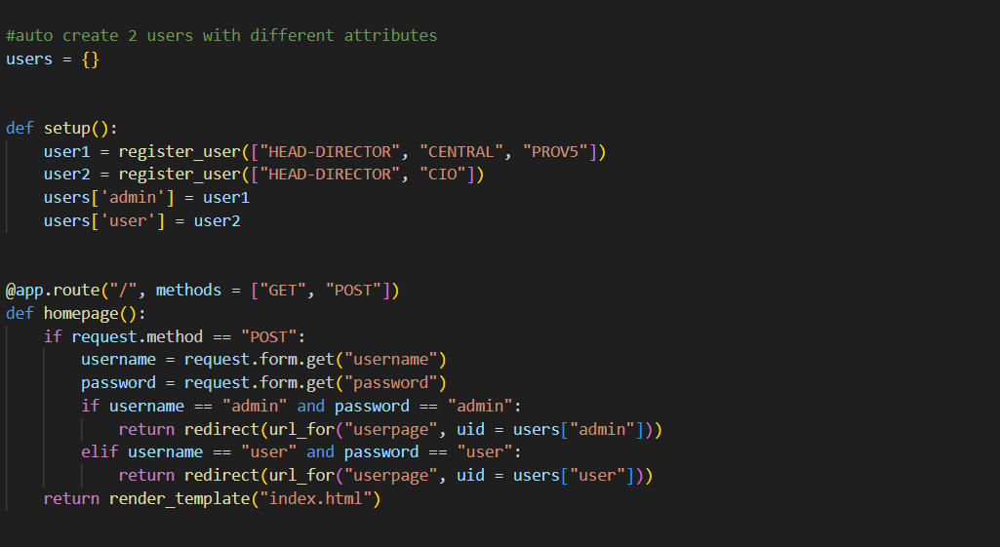 #auto create 2 users with different attributes
users = {}
def setup():
    user1 = register_user(["HEAD-DIRECTOR", "CENTRAL", "PROV5"])
    user2 = register_user(["HEAD-DIRECTOR", "CIO"])
    users['admin'] = user1
    users['user'] = user2
@app.route("/", methods = ["GET", "POST"])
def homepage():
    if request.method == "POST":
        username = request.form.get("username")
        password = request.form.get("password")
        if username == "admin" and password == "admin":
            return redirect(url_for("userpage", uid = users["admin"]))
        elif username == "user" and password == "user":
            return redirect(url_for("userpage", uid = users["user"]))
    return render_template("index.html")